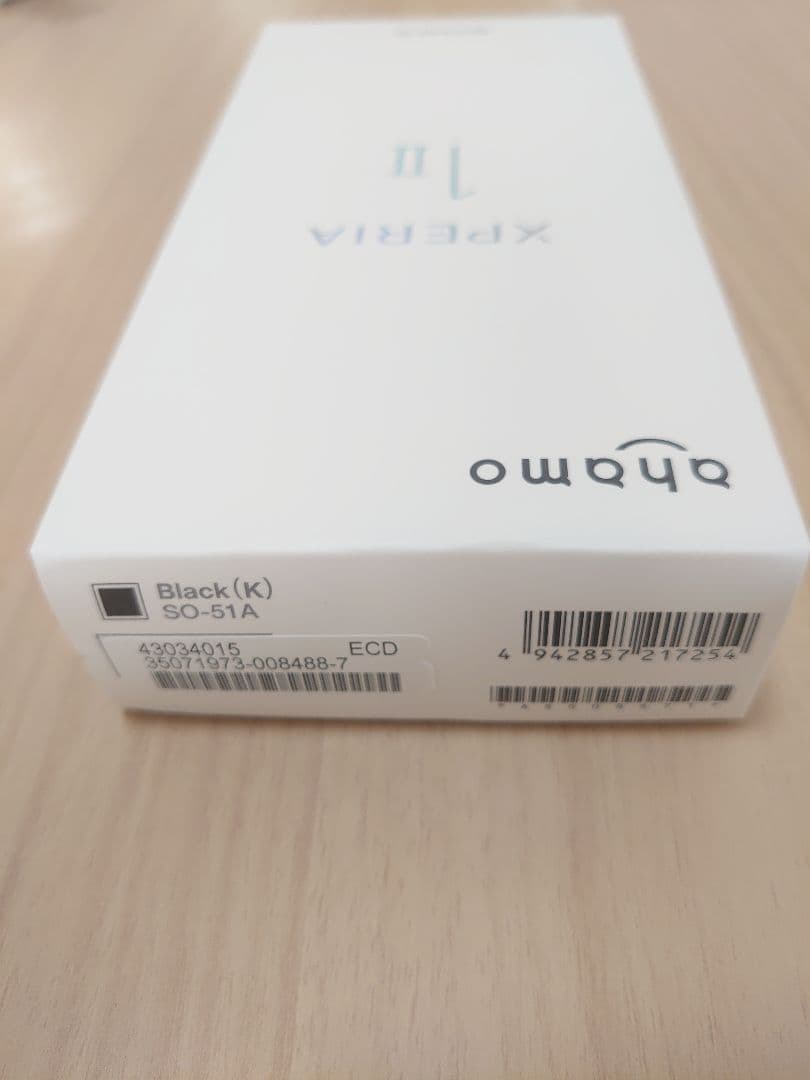 XPERIA
1 II
ahamo
Black(K)
SO-51A
43034015 ECD
35071973-008488-7
4 942857 217254